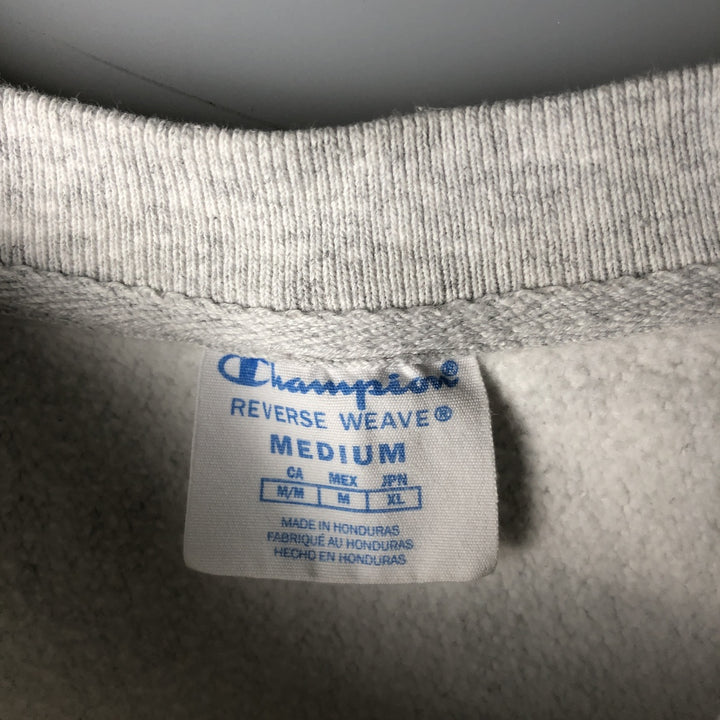 Champion®
REVERSE WEAVE®
MEDIUM
CA MEX JPN
M/M M XL
MADE IN HONDURAS
FABRIQUÉ AU HONDURAS
HECHO EN HONDURAS